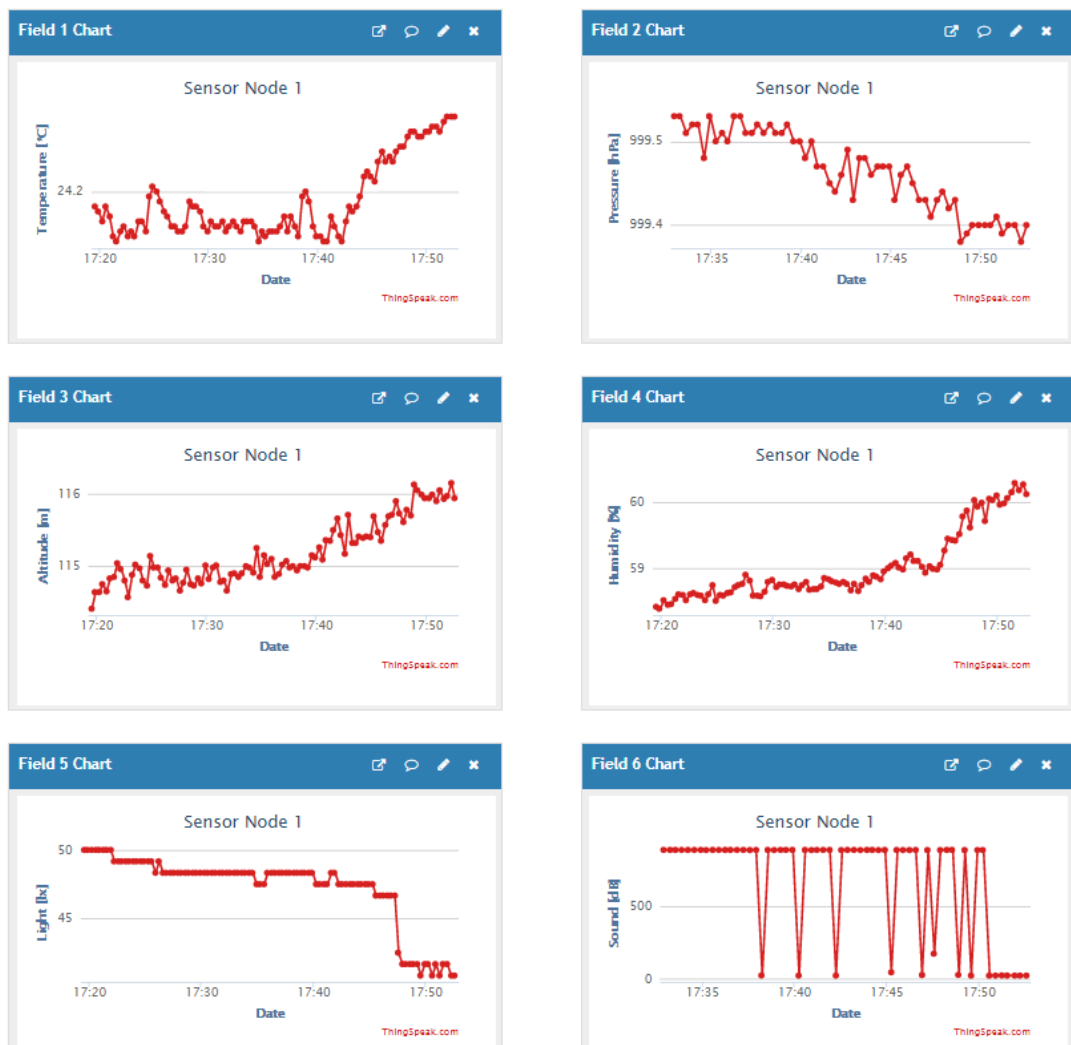 Field 1 Chart
Sensor Node 1
Temperature [°C]
24.2
17:20 17:30 17:40 17:50
Date
ThingSpeak.com
Field 2 Chart
Sensor Node 1
Pressure [hPa]
999.5
999.4
17:35 17:40 17:45 17:50
Date
ThingSpeak.com
Field 3 Chart
Sensor Node 1
Altitude [m]
116
115
17:20 17:30 17:40 17:50
Date
ThingSpeak.com
Field 4 Chart
Sensor Node 1
Humidity [%]
60
59
17:20 17:30 17:40 17:50
Date
ThingSpeak.com
Field 5 Chart
Sensor Node 1
Light [lx]
50
45
17:20 17:30 17:40 17:50
Date
ThingSpeak.com
Field 6 Chart
Sensor Node 1
Sound [dB]
500
0
17:35 17:40 17:45 17:50
Date
ThingSpeak.com